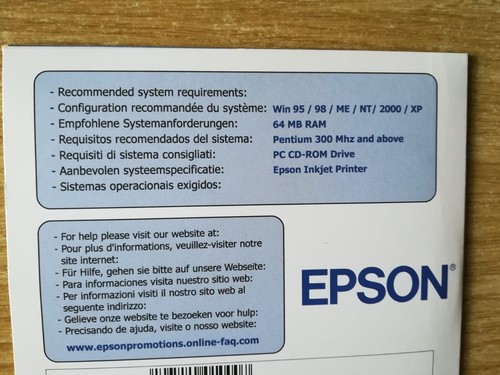 - Recommended system requirements:
- Configuration recommandée du système: Win 95 / 98 / ME / NT/ 2000 / XP
- Empfohlene Systemanforderungen: 64 MB RAM
- Requisitos recomendados del sistema: Pentium 300 Mhz and above
- Requisiti di sistema consigliati: PC CD-ROM Drive
- Aanbevolen systeemspecificatie: Epson Inkjet Printer
- Sistemas operacionais exigidos:
- For help please visit our website at:
- Pour plus d'informations, veuillez-visiter notre
site internet:
- Für Hilfe, gehen sie bitte auf unsere Webseite:
- Para informaciones visita nuestro sitio web:
- Per informazioni visiti il nostro sito web al
seguente indirizzo:
- Gelieve onze website te bezoeken voor hulp:
- Precisando de ajuda, visite o nosso website:
www.epsonpromotions.online-faq.com
EPSON®